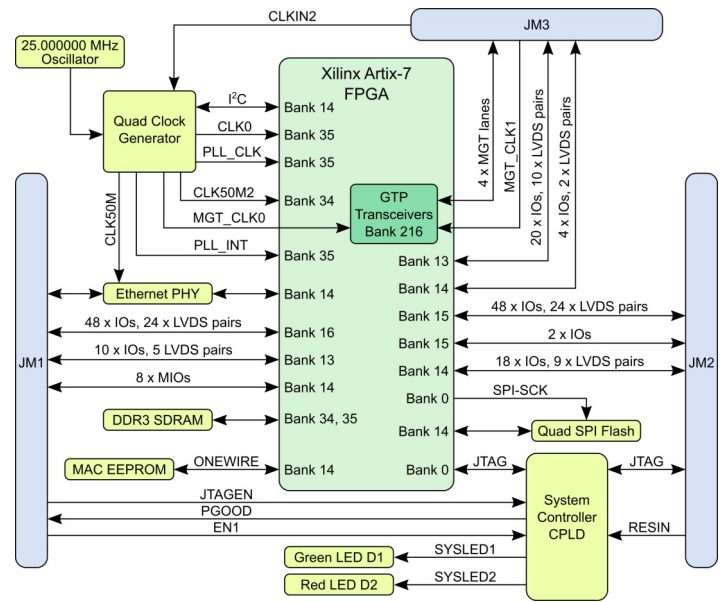 CLKIN2
JM3
25.000000 MHz
Oscillator
Xilinx Artix-7
FPGA
Quad Clock
Generator
I²C
Bank 14
CLK0
Bank 35
PLL_CLK
Bank 35
CLK50M
CLK50M2
Bank 34
MGT_CLK0
GTP
Transceivers
Bank 216
4 x MGT lanes
MGT_CLK1
20 x IOs, 10 x LVDS pairs
4 x IOs, 2 x LVDS pairs
PLL_INT
Bank 35
Bank 13
Ethernet PHY
Bank 14
Bank 14
48 x IOs, 24 x LVDS pairs
Bank 16
Bank 15
48 x IOs, 24 x LVDS pairs
10 x IOs, 5 LVDS pairs
Bank 13
Bank 15
2 x IOs
JM1
JM2
8 x MIOs
Bank 14
Bank 14
18 x IOs, 9 x LVDS pairs
Bank 0
SPI-SCK
DDR3 SDRAM
Bank 34, 35
Bank 14
Quad SPI Flash
MAC EEPROM
ONEWIRE
Bank 14
Bank 0
JTAG
JTAG
JTAGEN
PGOOD
EN1
System
Controller
CPLD
RESIN
Green LED D1
SYSLED1
Red LED D2
SYSLED2